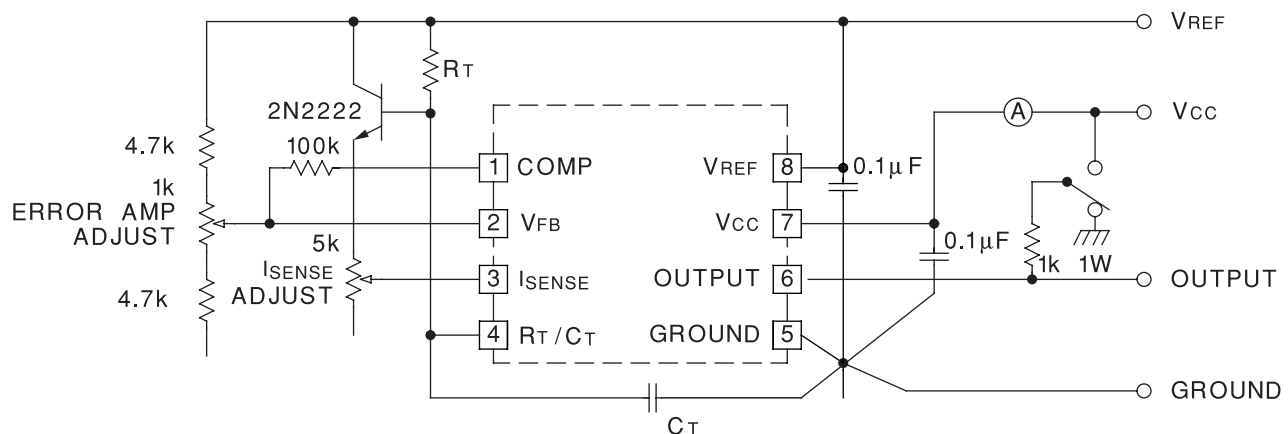 VREF
RT
A
VCC
2N2222
4.7k
100k
1 COMP
VREF 8
0.1μF
1k
ERROR AMP
ADJUST
2 VFB
VCC 7
0.1μF
5k
ISENSE
ADJUST
3 ISENSE
OUTPUT 6
1k 1W
OUTPUT
4.7k
4 RT/CT
GROUND 5
GROUND
CT